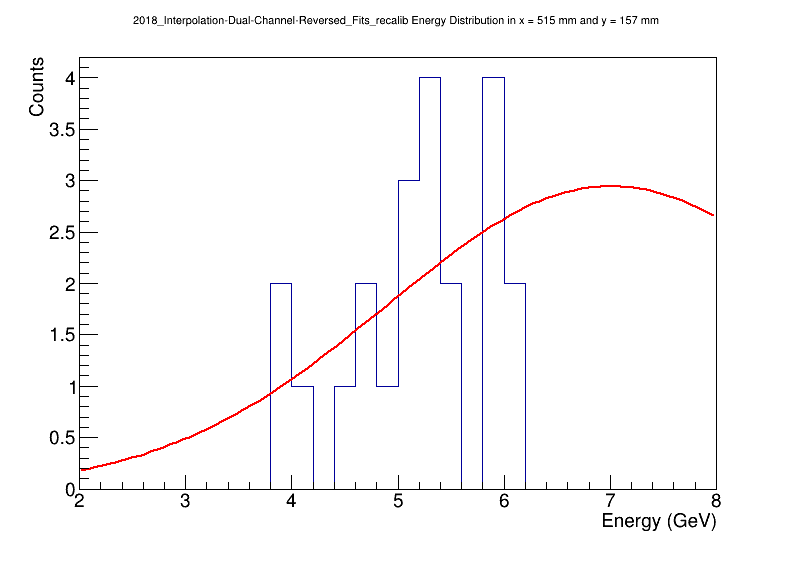 2018_Interpolation-Dual-Channel-Reversed_Fits_recalib Energy Distribution in x = 515 mm and y = 157 mm
Counts
4
3.5
3
2.5
2
1.5
1
0.5
0
2 3 4 5 6 7 8
Energy (GeV)